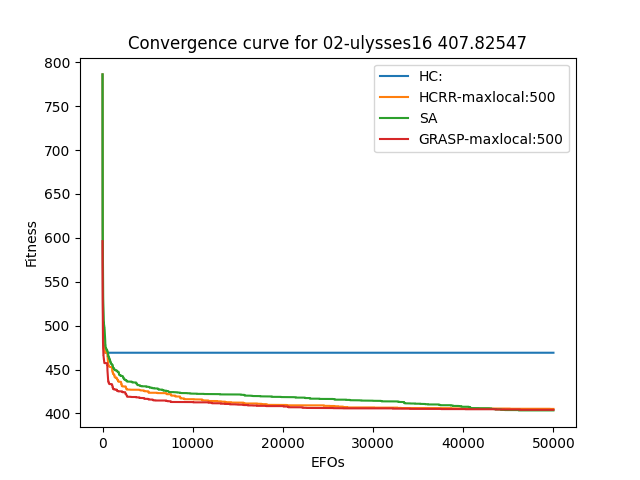 Convergence curve for 02-ulysses16 407.82547
HC:
HCRR-maxlocal:500
SA
GRASP-maxlocal:500
Fitness
800
750
700
650
600
550
500
450
400
0 10000 20000 30000 40000 50000
EFOs